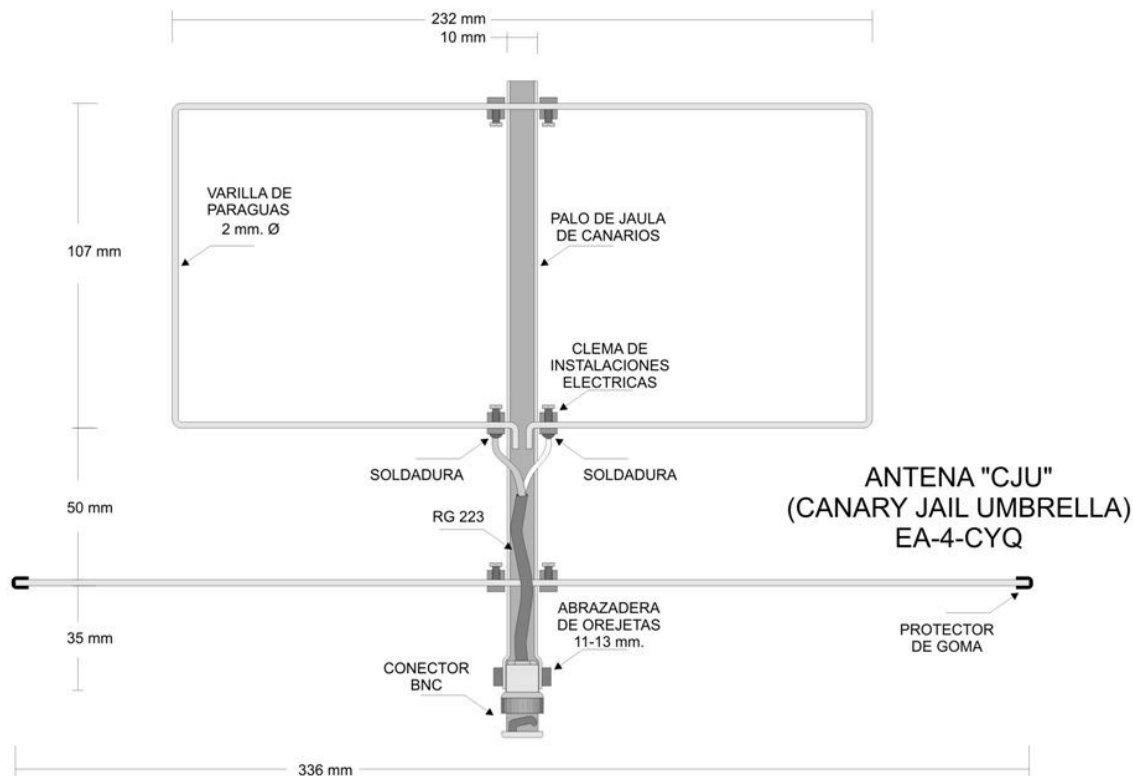 232 mm
10 mm
VARILLA DE
PARAGUAS
2 mm. Ø
PALO DE JAULA
DE CANARIOS
107 mm
CLEMA DE
INSTALACIONES
ELECTRICAS
SOLDADURA
SOLDADURA
ANTENA "CJU"
(CANARY JAIL UMBRELLA)
EA-4-CYQ
50 mm
RG 223
ABRAZADERA
DE OREJETAS
11-13 mm.
PROTECTOR
DE GOMA
35 mm
CONECTOR
BNC
336 mm